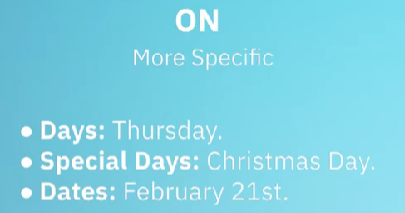 ON
More Specific
• Days: Thursday.
• Special Days: Christmas Day.
• Dates: February 21st.